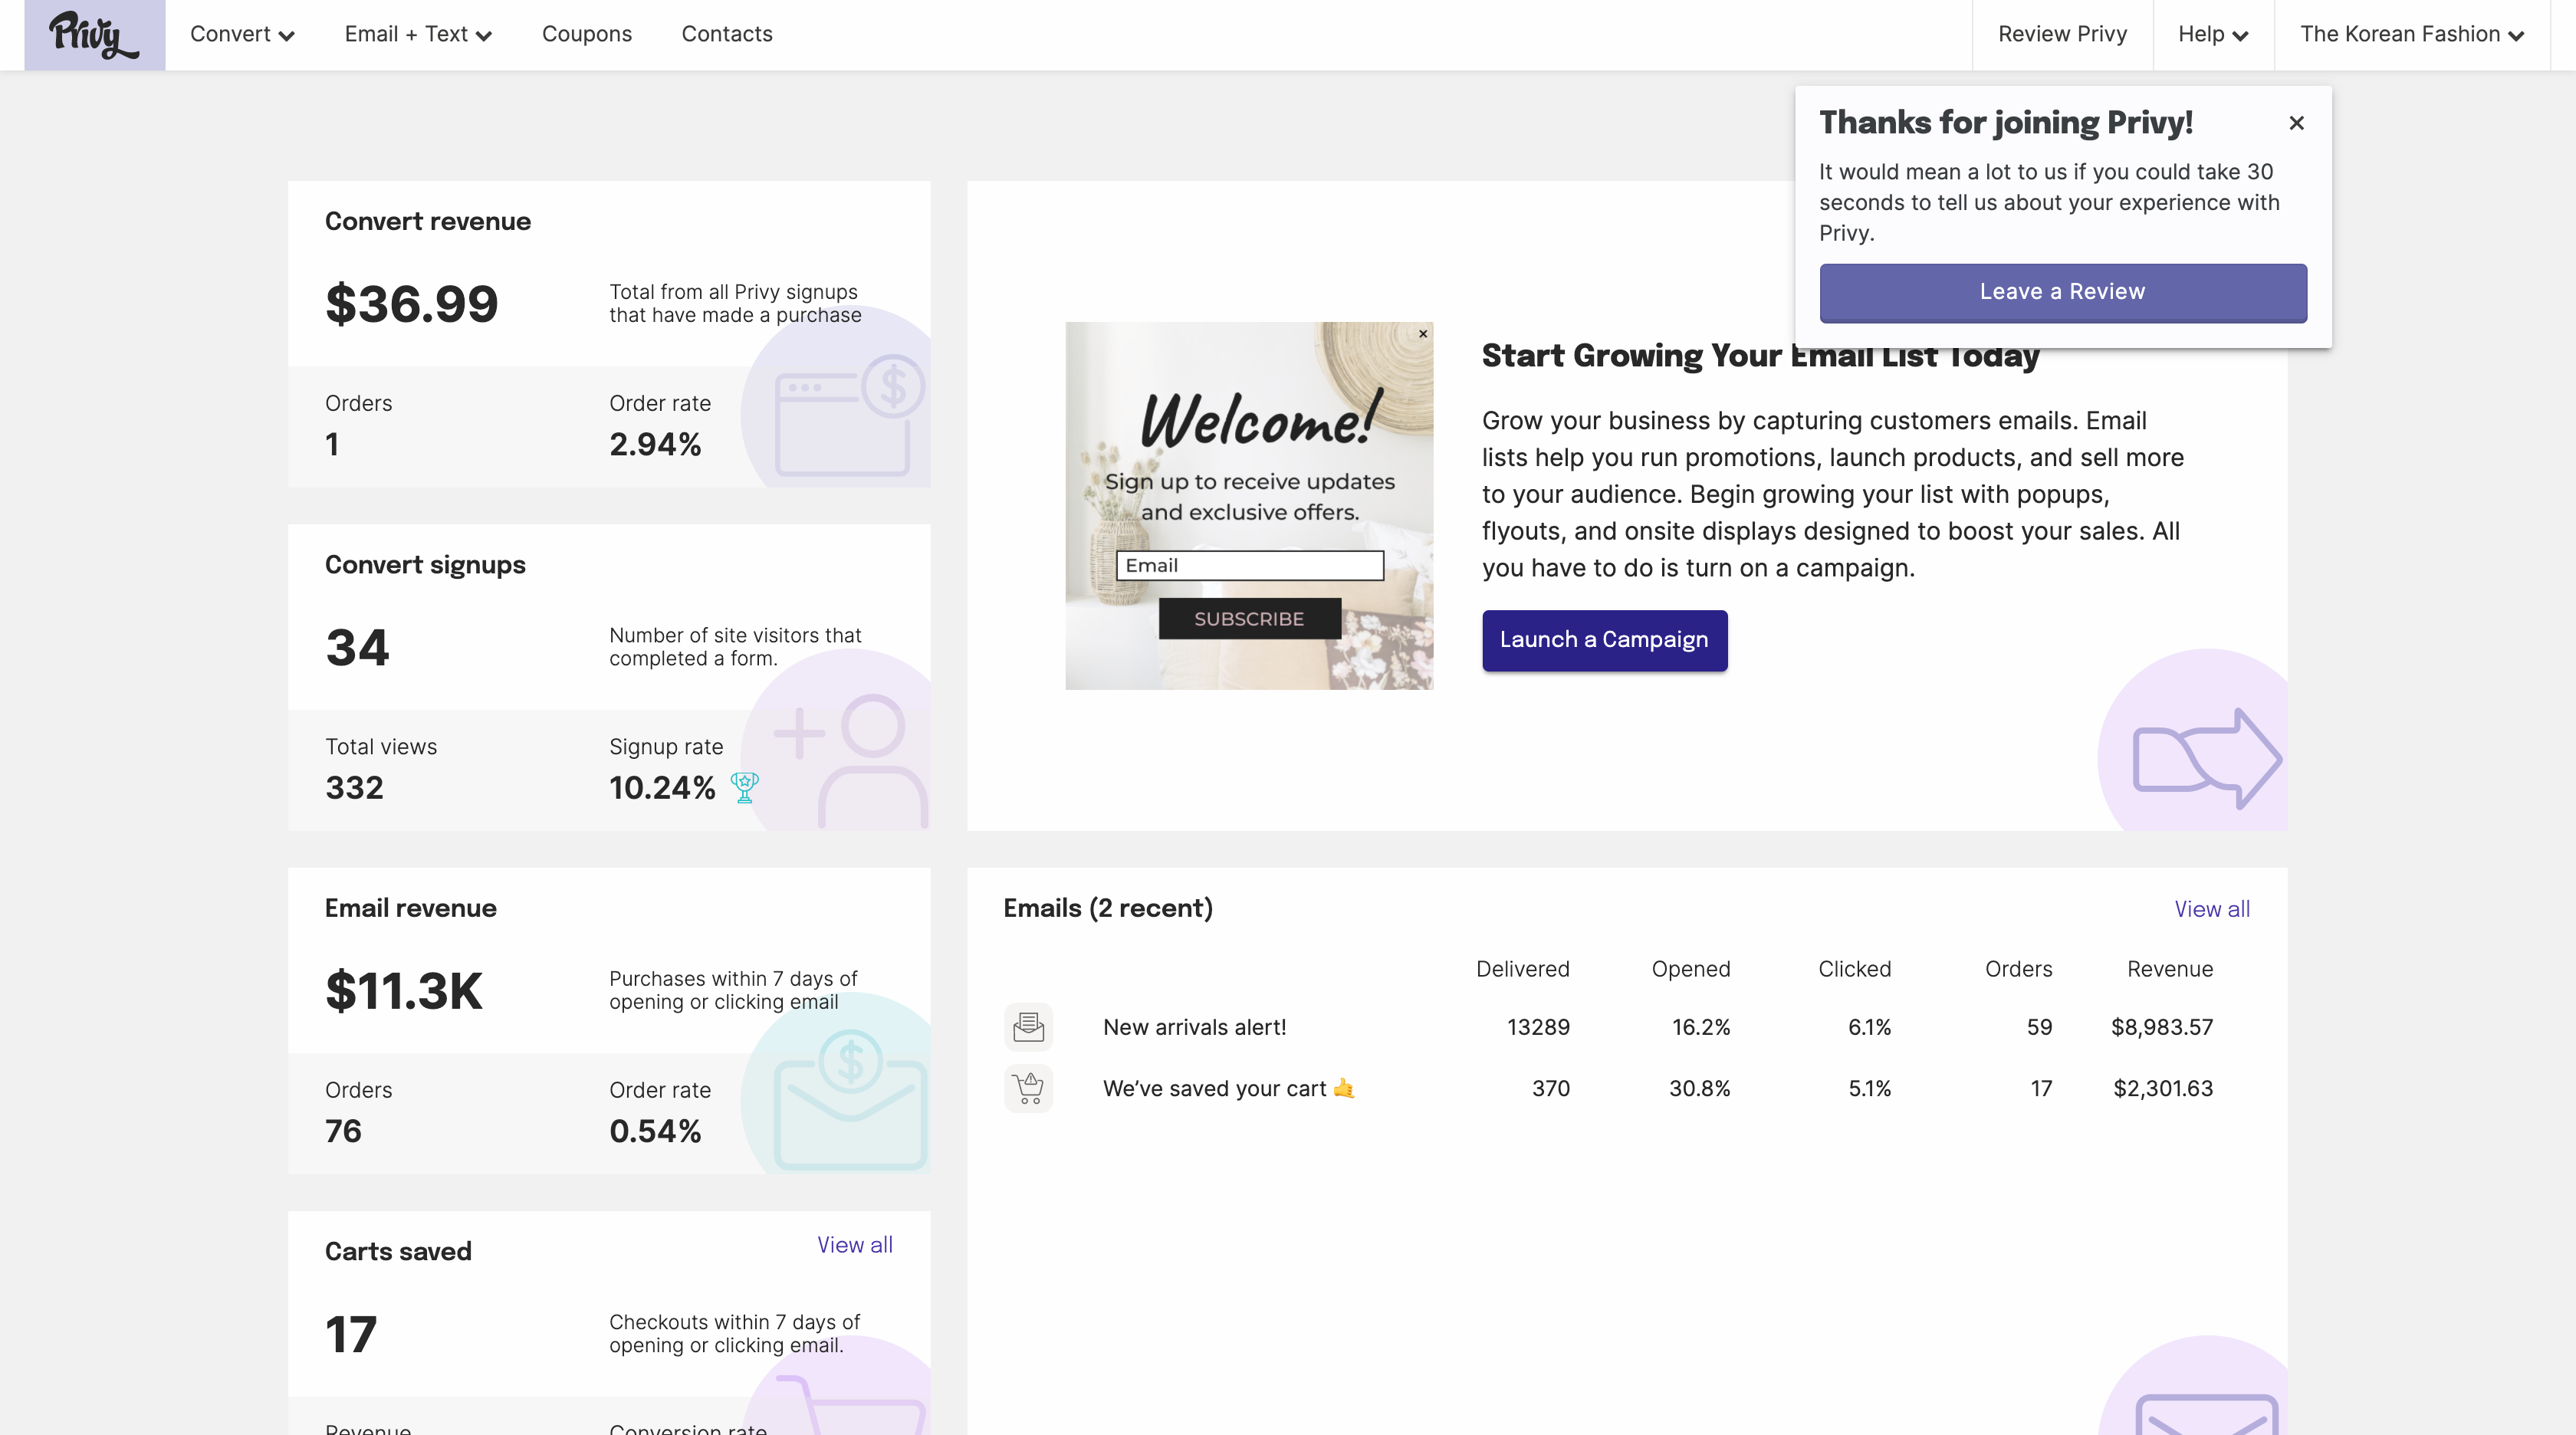 Privy
Convert
Email + Text
Coupons
Contacts
Review Privy
Help
The Korean Fashion
Thanks for joining Privy!
×
It would mean a lot to us if you could take 30
seconds to tell us about your experience with
Privy.
Leave a Review
Convert revenue
$36.99
Total from all Privy signups
that have made a purchase
Orders
1
Order rate
2.94%
Convert signups
34
Number of site visitors that
completed a form.
Total views
332
Signup rate
10.24%
×
Welcome!
Sign up to receive updates
and exclusive offers.
Email
SUBSCRIBE
Start Growing Your Email List Today
Grow your business by capturing customers emails. Email
lists help you run promotions, launch products, and sell more
to your audience. Begin growing your list with popups,
flyouts, and onsite displays designed to boost your sales. All
you have to do is turn on a campaign.
Launch a Campaign
Email revenue
$11.3K
Purchases within 7 days of
opening or clicking email
Orders
76
Order rate
0.54%
Emails (2 recent)
View all
Delivered Opened Clicked Orders Revenue
New arrivals alert! 13289 16.2% 6.1% 59 $8,983.57
We’ve saved your cart 🤙 370 30.8% 5.1% 17 $2,301.63
Carts saved
View all
17
Checkouts within 7 days of
opening or clicking email.
Revenue
Conversion rate